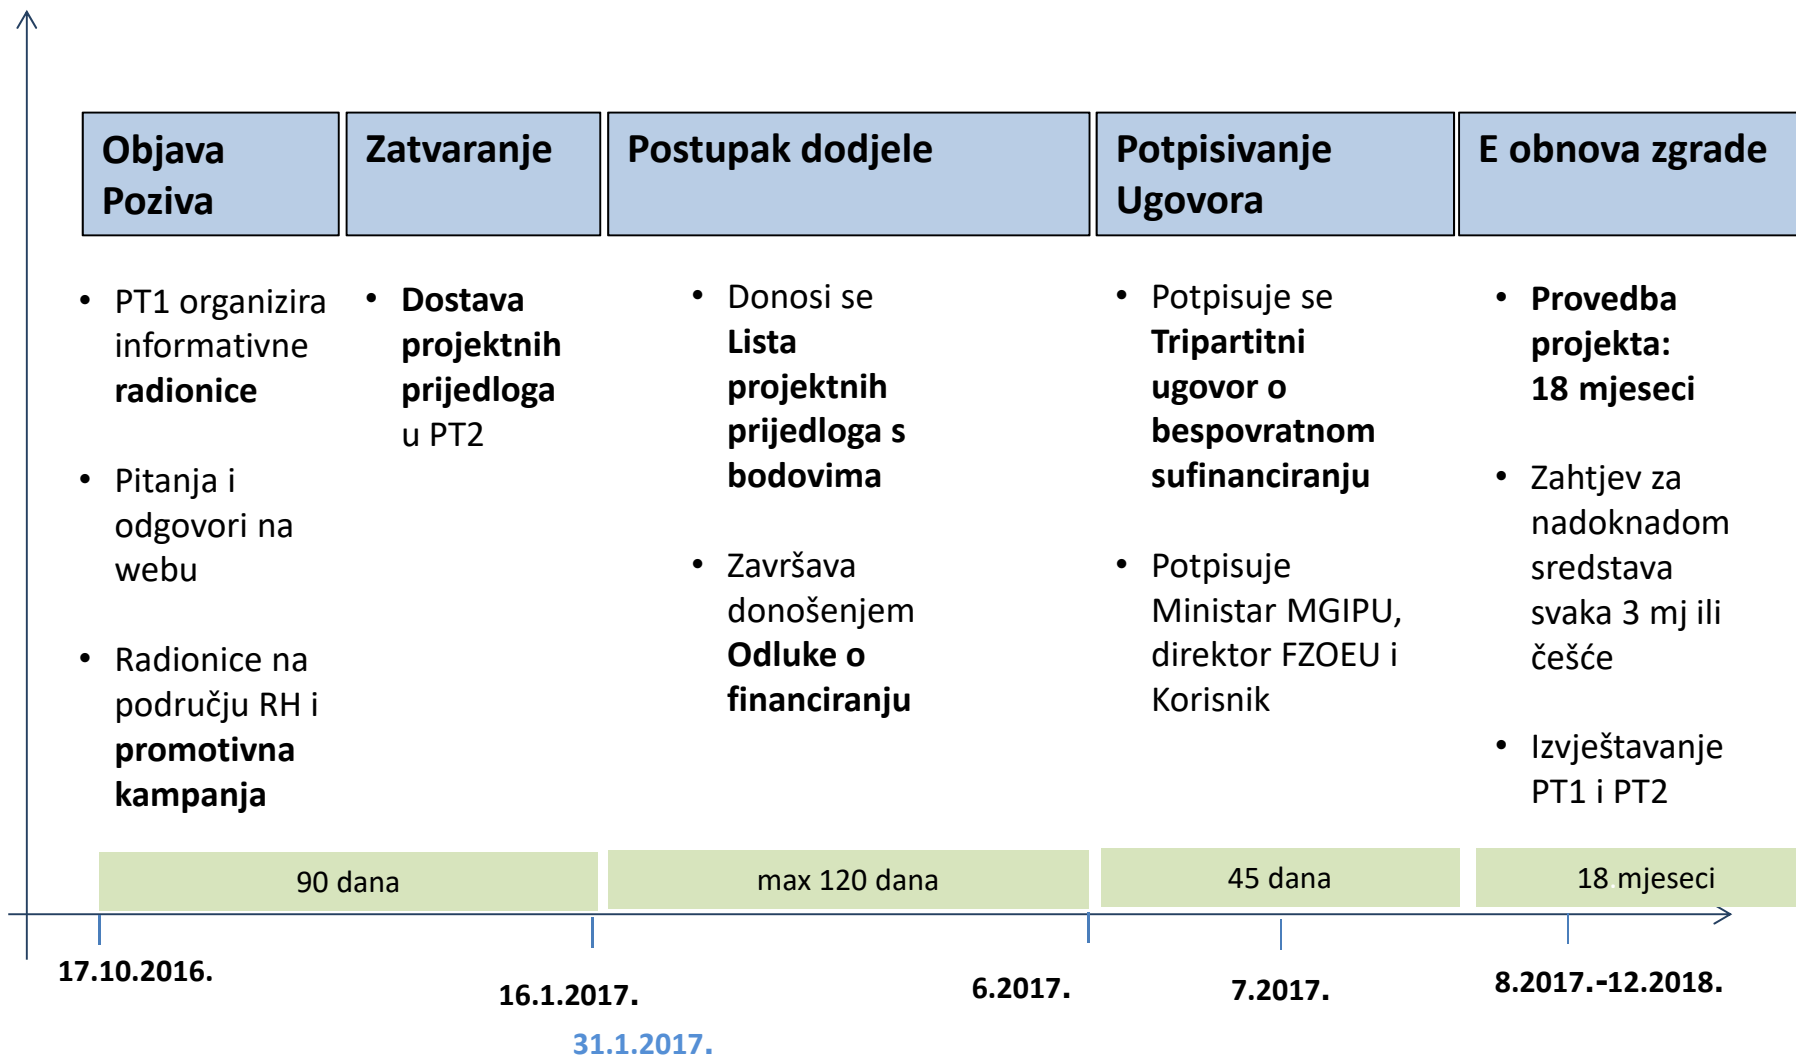 Objava
Poziva
Zatvaranje
Postupak dodjele
Potpisivanje
Ugovora
E obnova zgrade
• PT1 organizira
informativne
radionice
• Pitanja i
odgovori na
webu
• Radionice na
području RH i
promotivna
kampanja
• Dostava
projektnih
prijedloga
u PT2
• Donosi se
Lista
projektnih
prijedloga s
bodovima
• Završava
donošenjem
Odluke o
financiranju
• Potpisuje se
Tripartitni
ugovor o
bespovratnom
sufinanciranju
• Potpisuje
Ministar MGIPU,
direktor FZOEU i
Korisnik
• Provedba
projekta:
18 mjeseci
• Zahtjev za
nadoknadom
sredstava
svaka 3 mj ili
češće
• Izvještavanje
PT1 i PT2
90 dana
max 120 dana
45 dana
18 mjeseci
17.10.2016.
16.1.2017.
31.1.2017.
6.2017.
7.2017.
8.2017.-12.2018.